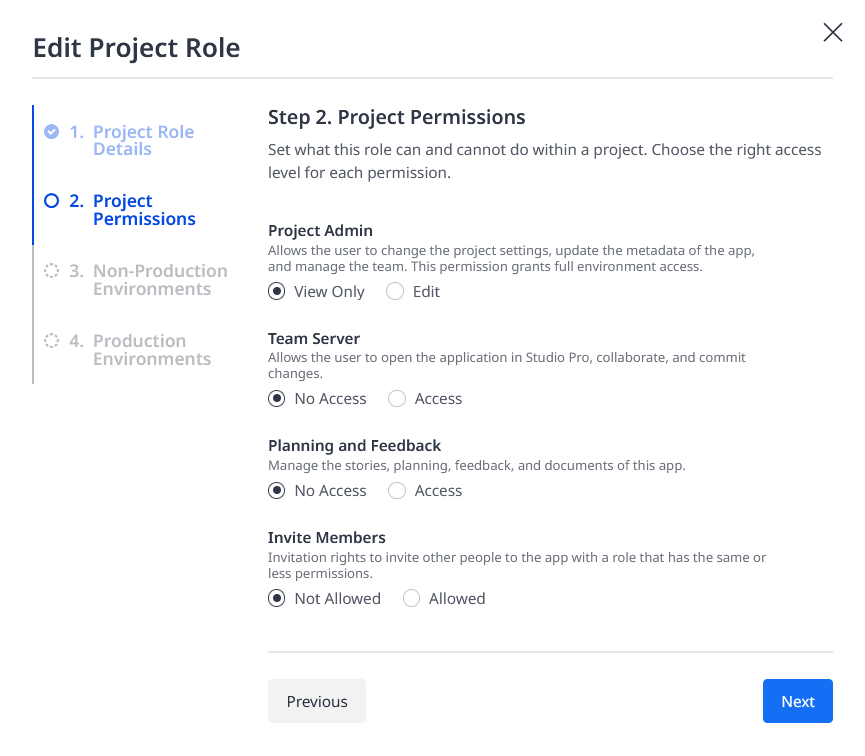 Edit Project Role
1. Project Role
Details
2. Project
Permissions
3. Non-Production
Environments
4. Production
Environments
Step 2. Project Permissions
Set what this role can and cannot do within a project. Choose the right access
level for each permission.
Project Admin
Allows the user to change the project settings, update the metadata of the app,
and manage the team. This permission grants full environment access.
View Only Edit
Team Server
Allows the user to open the application in Studio Pro, collaborate, and commit
changes.
No Access Access
Planning and Feedback
Manage the stories, planning, feedback, and documents of this app.
No Access Access
Invite Members
Invitation rights to invite other people to the app with a role that has the same or
less permissions.
Not Allowed Allowed
Previous Next